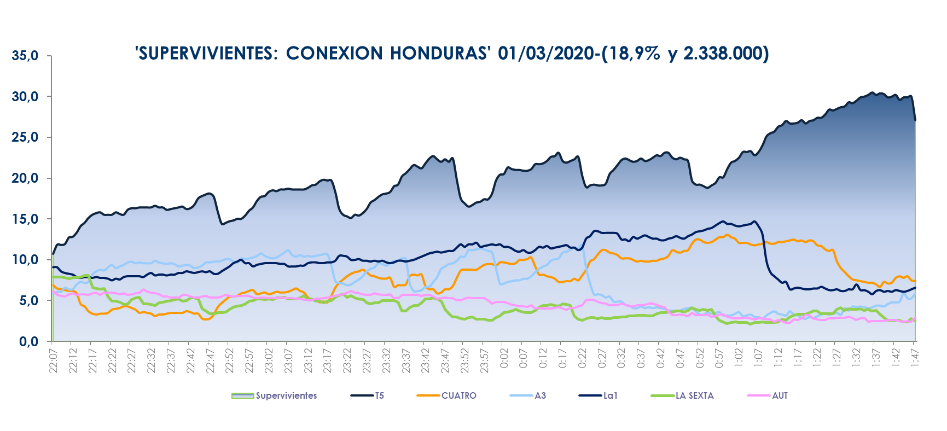 'SUPERVIVIENTES: CONEXION HONDURAS' 01/03/2020-(18,9% y 2.338.000)
35,0
30,0
25,0
20,0
15,0
10,0
5,0
0,0
22:07 22:12 22:17 22:22 22:27 22:32 22:37 22:42 22:47 22:52 22:57 23:02 23:07 23:12 23:17 23:22 23:27 23:32 23:37 23:42 23:47 23:52 23:57 0:02 0:07 0:12 0:17 0:22 0:27 0:32 0:37 0:42 0:47 0:52 0:57 1:02 1:07 1:12 1:17 1:22 1:27 1:32 1:37 1:42 1:47
Supervivientes T5 CUATRO A3 La1 LA SEXTA AUT